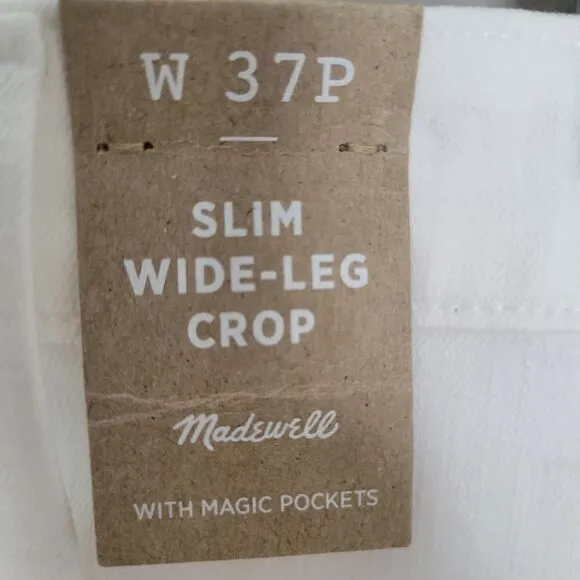 W 37P
SLIM
WIDE-LEG
CROP
Madewell
WITH MAGIC POCKETS